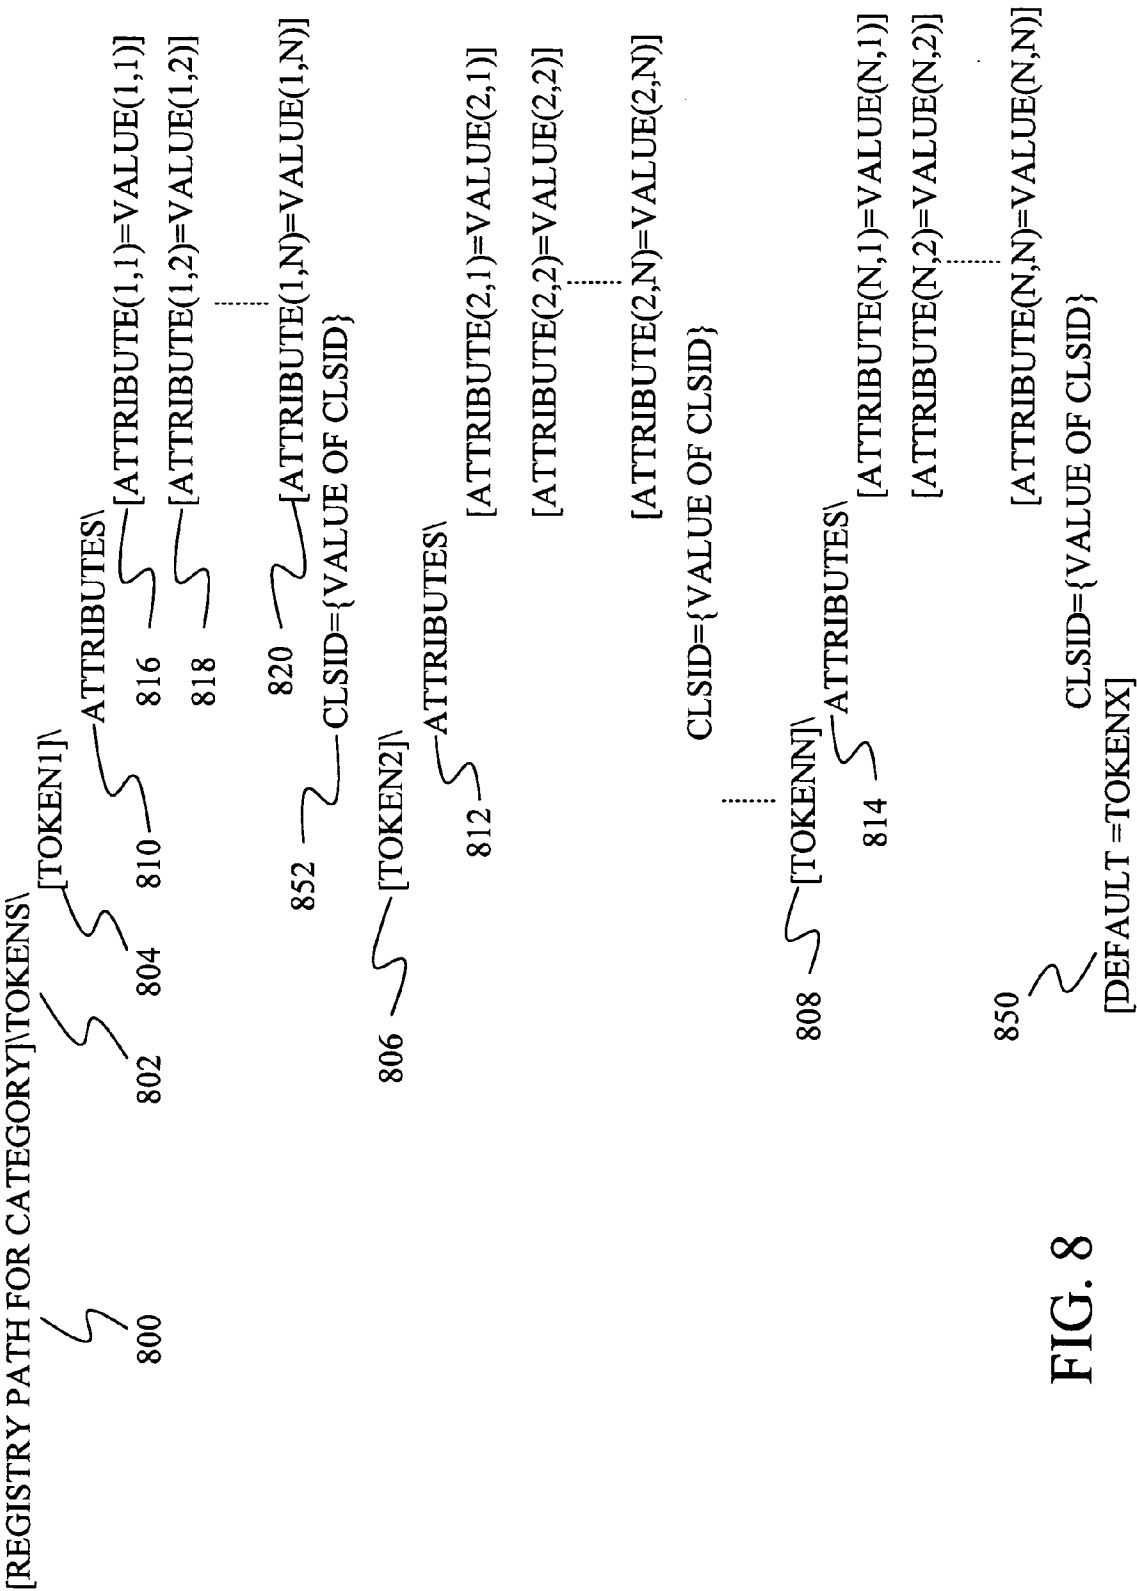 [REGISTRY PATH FOR CATEGORY]\TOKENS\
800
802
[TOKEN1]\
804
ATTRIBUTES\
810
[ATTRIBUTE(1,1)=VALUE(1,1)]
816
[ATTRIBUTE(1,2)=VALUE(1,2)]
818
[ATTRIBUTE(1,N)=VALUE(1,N)]
820
CLSID={VALUE OF CLSID}
852
[TOKEN2]\
806
ATTRIBUTES\
812
[ATTRIBUTE(2,1)=VALUE(2,1)]
[ATTRIBUTE(2,2)=VALUE(2,2)]
[ATTRIBUTE(2,N)=VALUE(2,N)]
CLSID={VALUE OF CLSID}
[TOKENN]\
808
ATTRIBUTES\
814
[ATTRIBUTE(N,1)=VALUE(N,1)]
[ATTRIBUTE(N,2)=VALUE(N,2)]
[ATTRIBUTE(N,N)=VALUE(N,N)]
CLSID={VALUE OF CLSID}
850
[DEFAULT =TOKENX]
FIG. 8